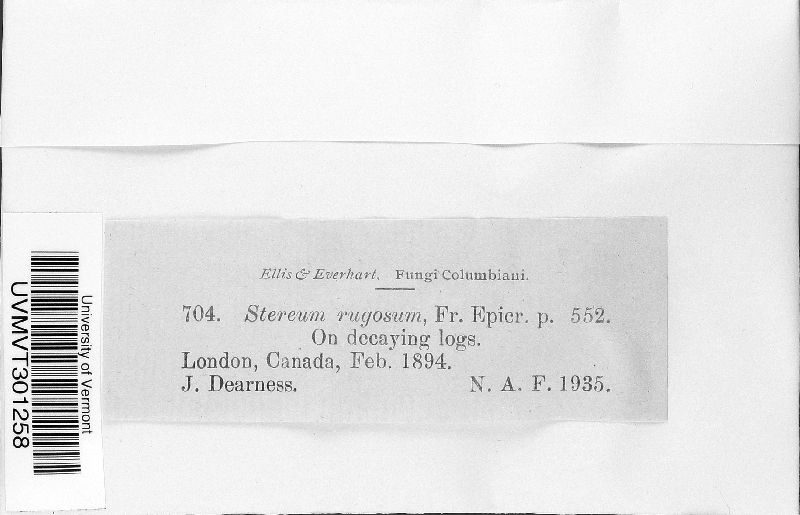 Ellis & Everhart. Fungi Columbiani.
704. Stereum rugosum, Fr. Epicr. p. 552.
On decaying logs.
London, Canada, Feb. 1894.
J. Dearness. N. A. F. 1935.
University of Vermont
UVMVT301258